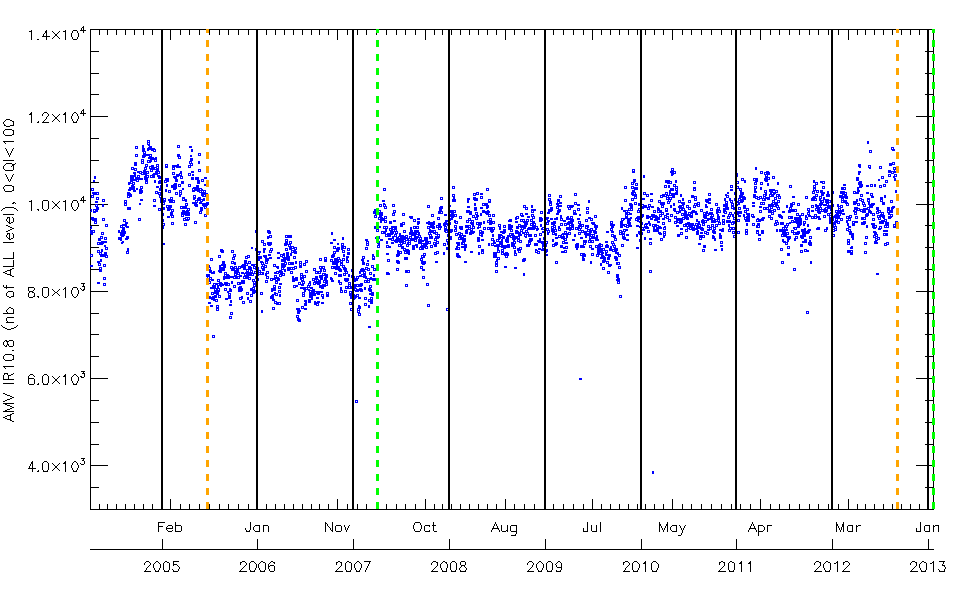 1.4×10⁴
1.2×10⁴
1.0×10⁴
8.0×10³
6.0×10³
4.0×10³
AMV IR10.8 (nb of ALL level), 0<QI<100
Feb Jan Nov Oct Aug Jul May Apr Mar Jan
2005 2006 2007 2008 2009 2010 2011 2012 2013